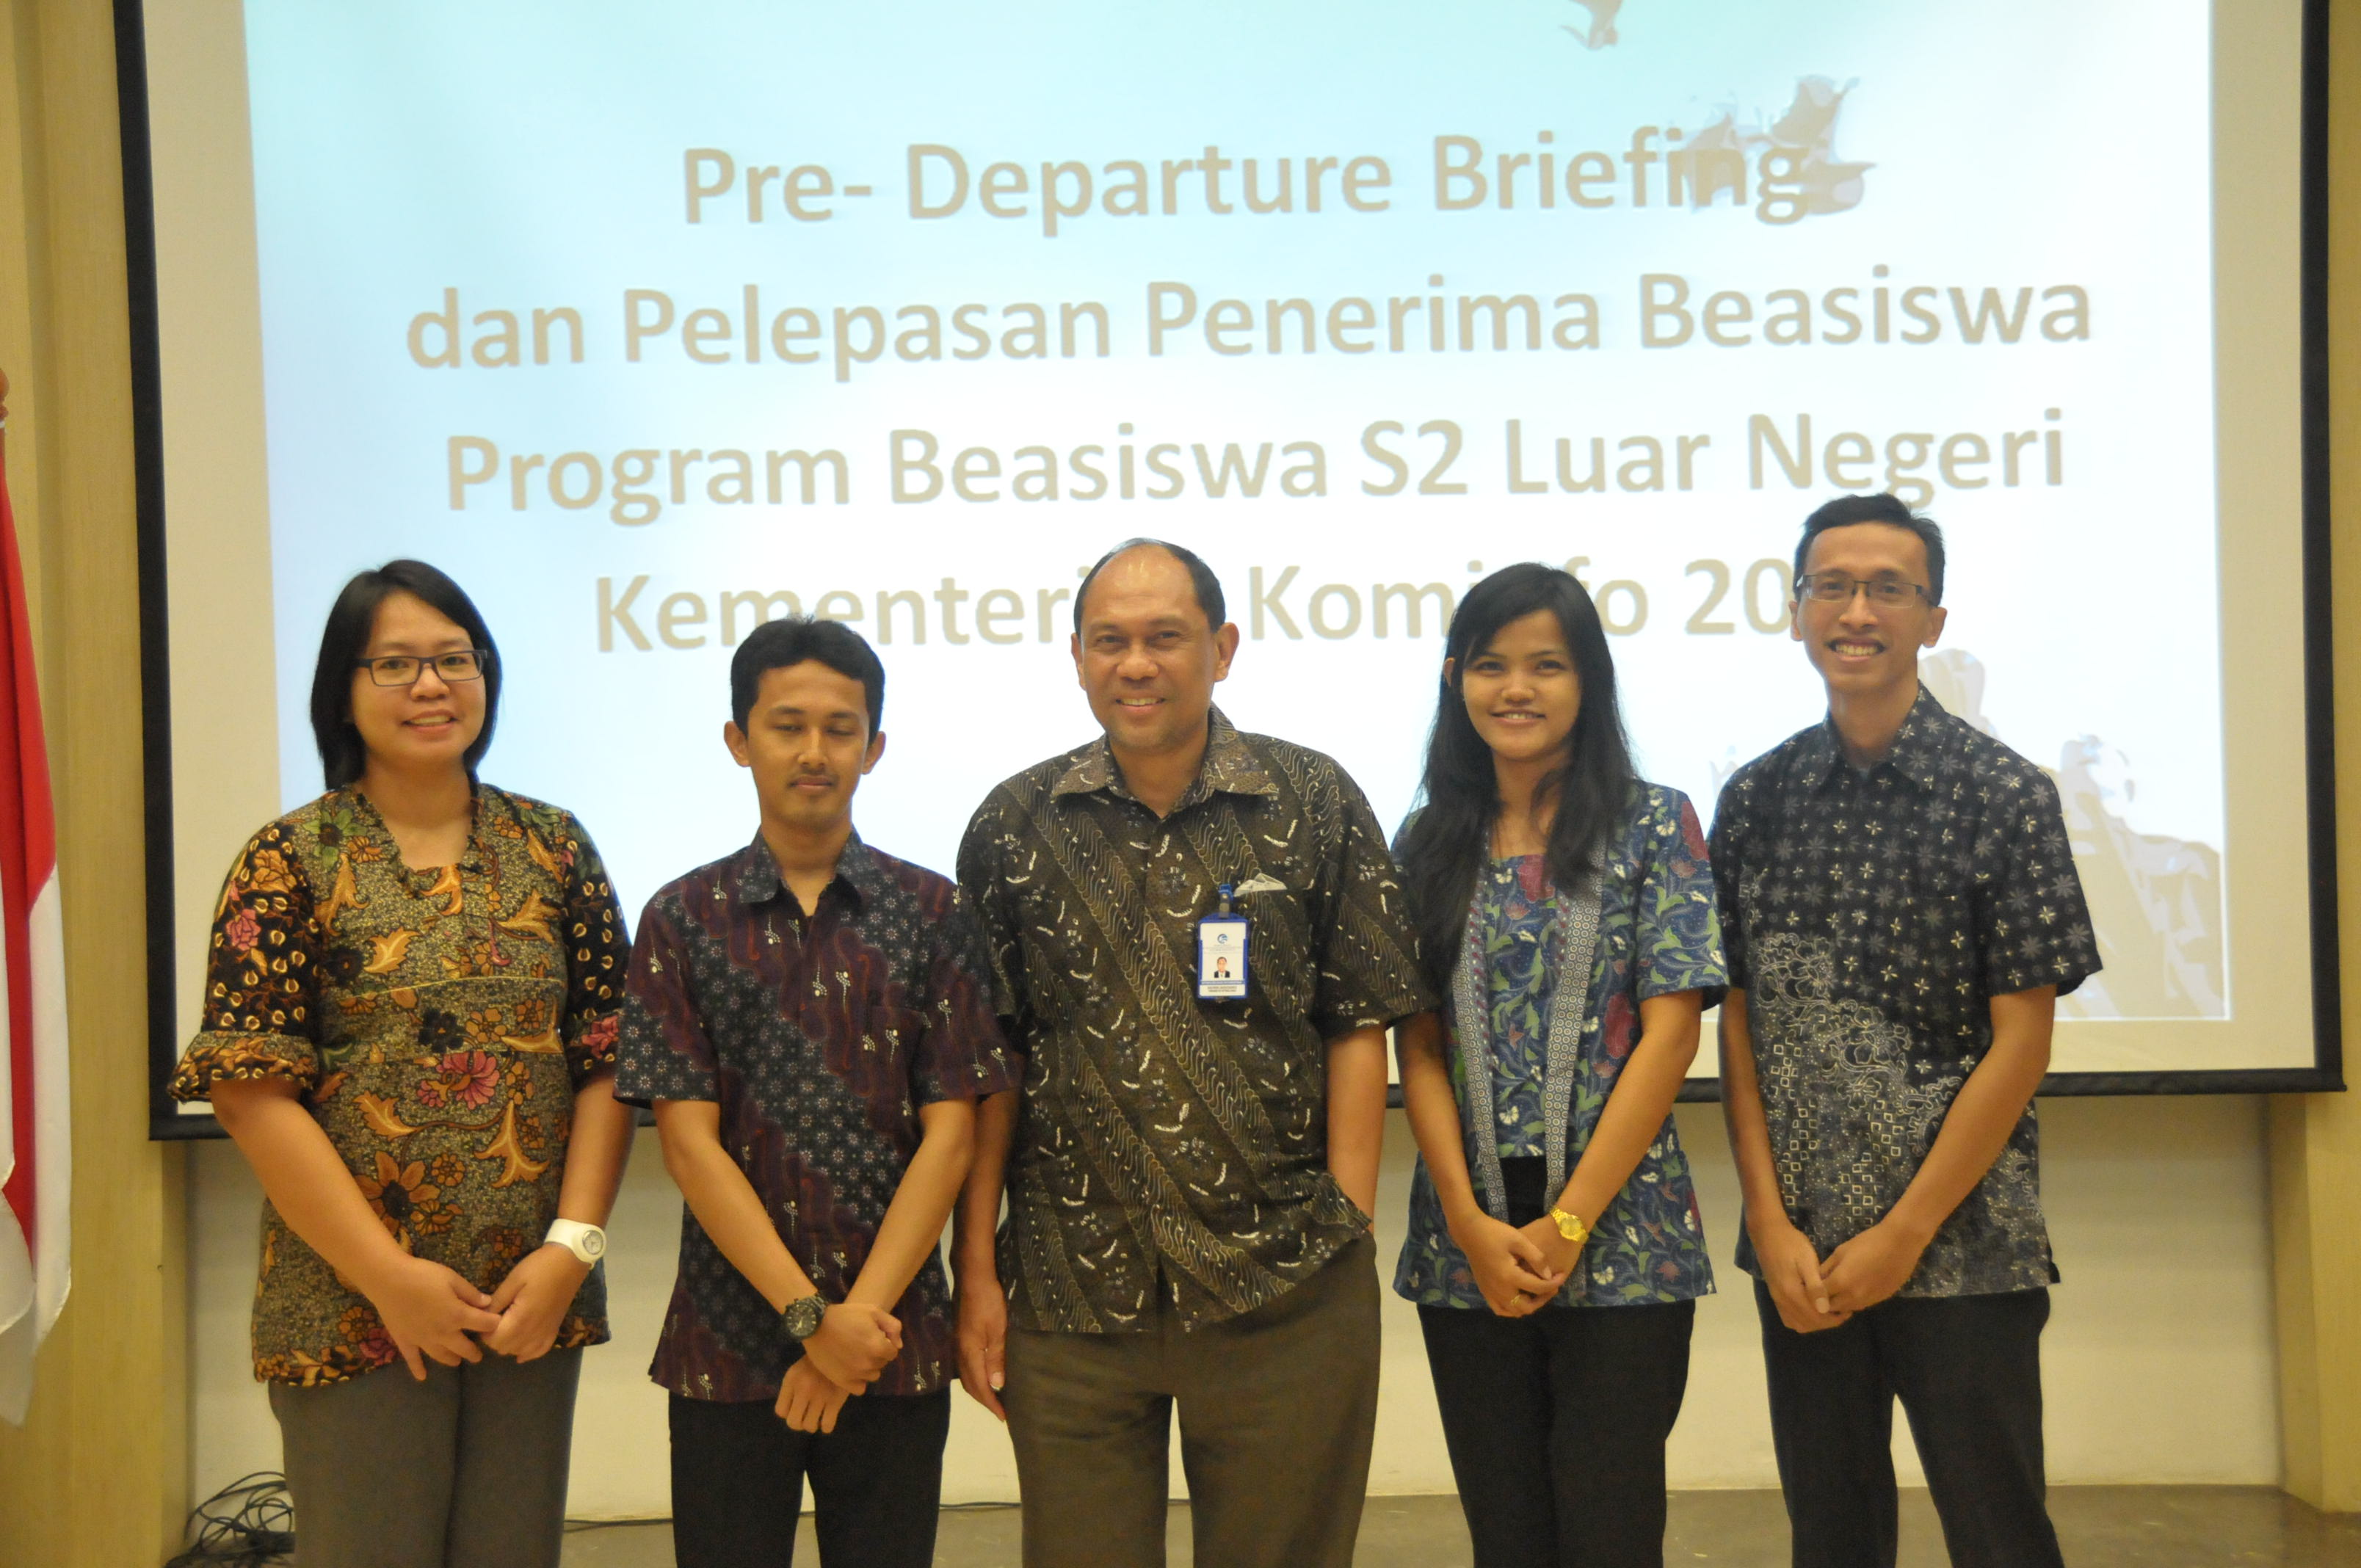 Pre- Departure Briefing
dan Pelepasan Penerima Beasiswa
Program Beasiswa S2 Luar Negeri